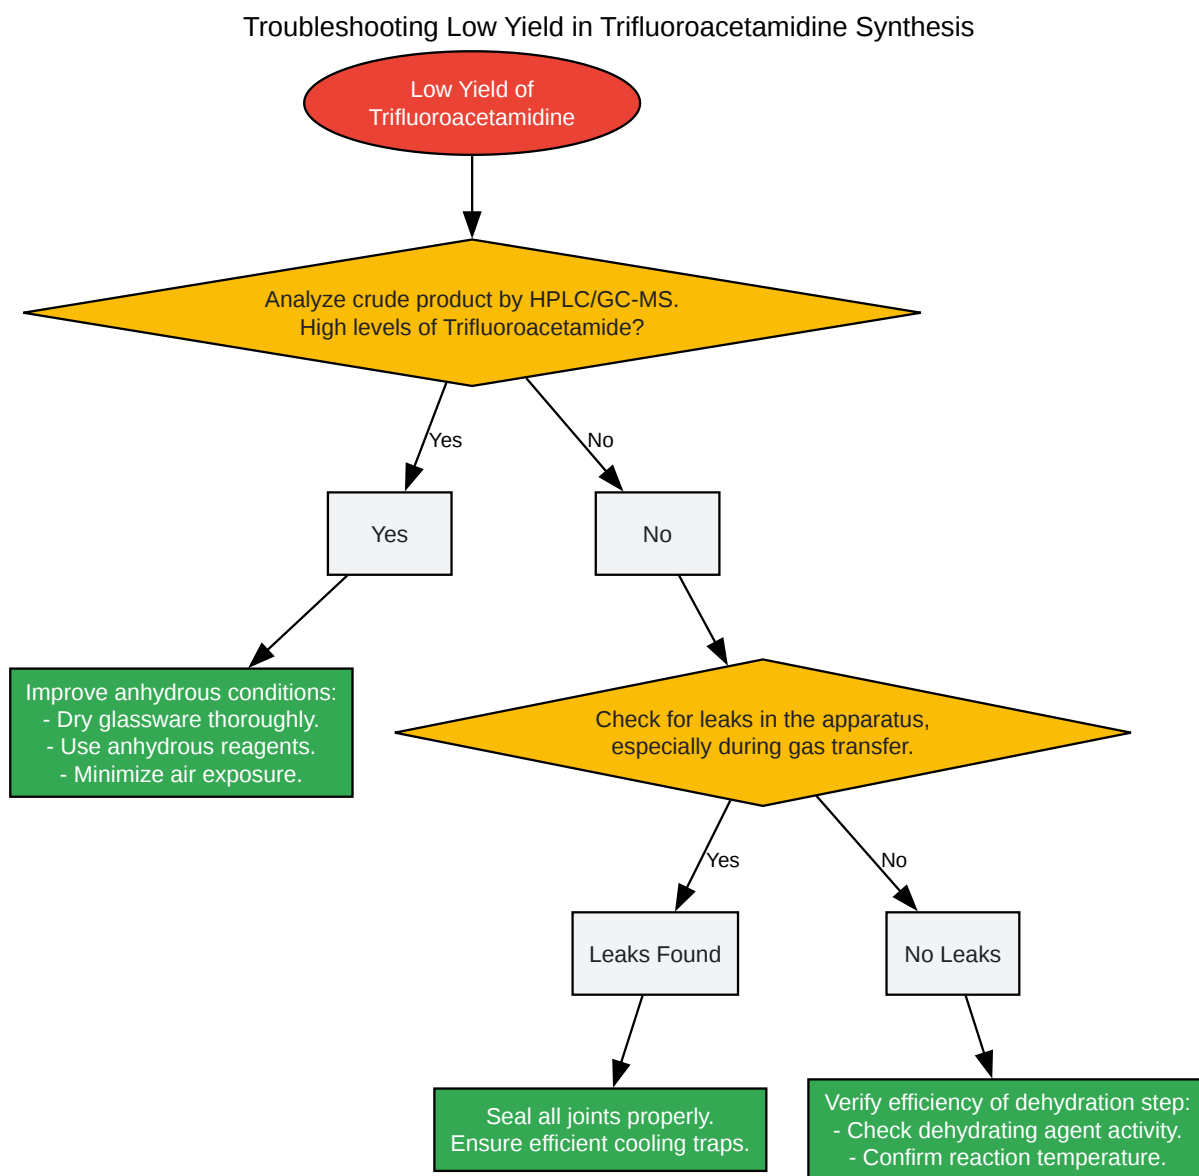 Troubleshooting Low Yield in Trifluoroacetamidine Synthesis
Low Yield of
Trifluoroacetamidine
Analyze crude product by HPLC/GC-MS.
High levels of Trifluoroacetamide?
Yes
No
Yes
No
Improve anhydrous conditions:
- Dry glassware thoroughly.
- Use anhydrous reagents.
- Minimize air exposure.
Check for leaks in the apparatus,
especially during gas transfer.
Yes
No
Leaks Found
No Leaks
Seal all joints properly.
Ensure efficient cooling traps.
Verify efficiency of dehydration step:
- Check dehydrating agent activity.
- Confirm reaction temperature.